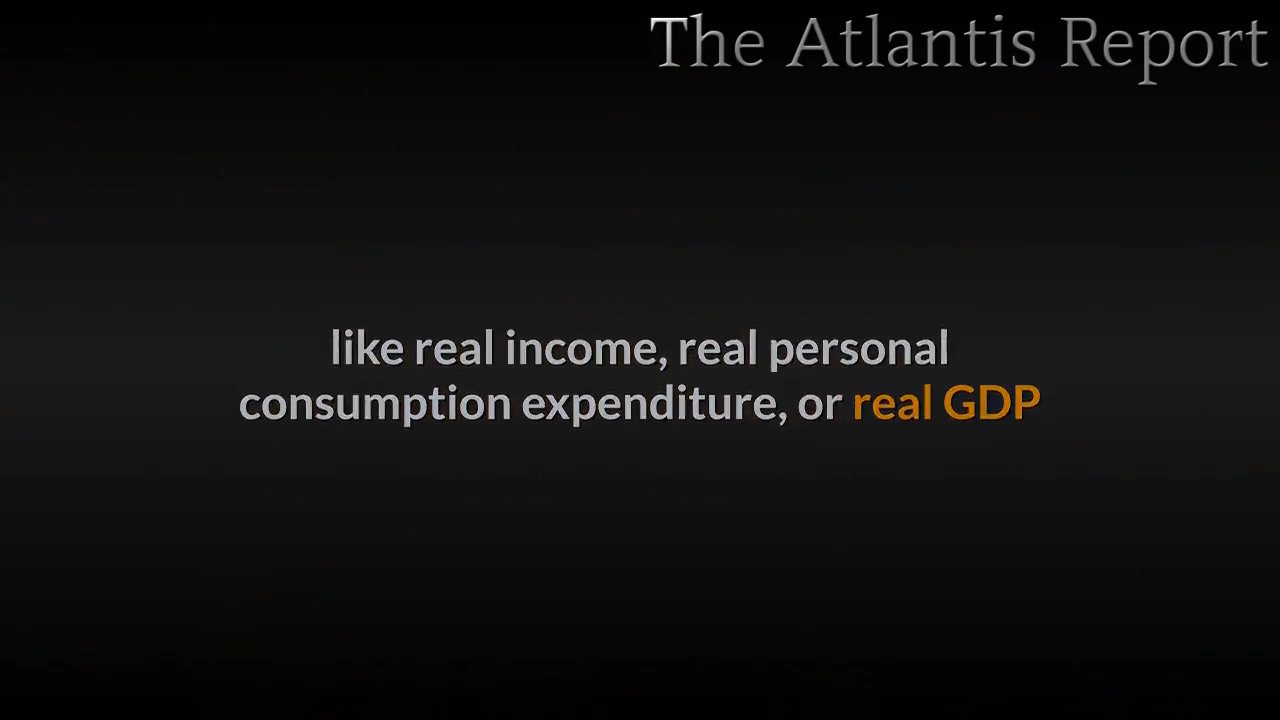 The Atlantis Report
like real income, real personal
consumption expenditure, or real GDP